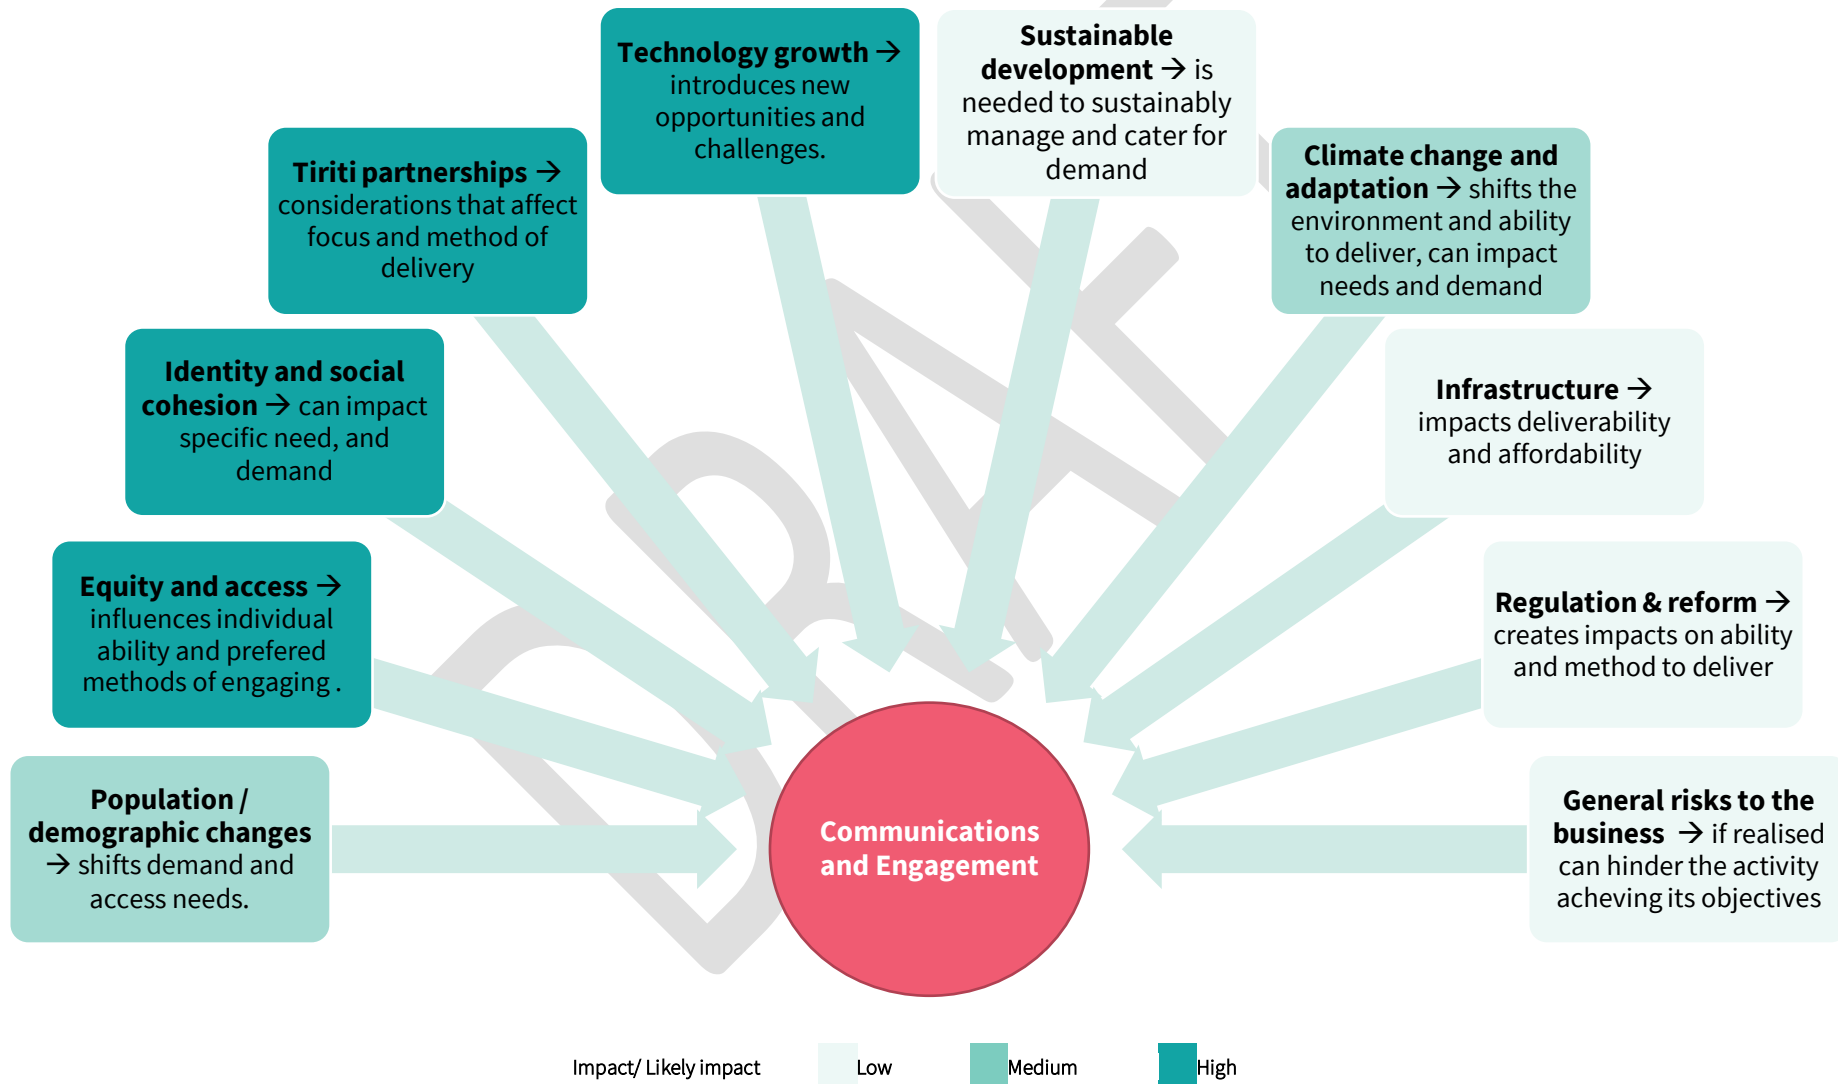 Technology growth →
introduces new
opportunities and
challenges.
Sustainable
development → is
needed to sustainably
manage and cater for
demand
Tiriti partnerships →
considerations that affect
focus and method of
delivery
Climate change and
adaptation → shifts the
environment and ability
to deliver, can impact
needs and demand
Identity and social
cohesion → can impact
specific need, and
demand
Infrastructure →
impacts deliverability
and affordability
Equity and access →
influences individual
ability and prefered
methods of engaging .
Regulation & reform →
creates impacts on ability
and method to deliver
Population /
demographic changes
→ shifts demand and
access needs.
General risks to the
business → if realised
can hinder the activity
acheving its objectives
Communications
and Engagement
DRAFT
Impact/ Likely impact Low Medium High